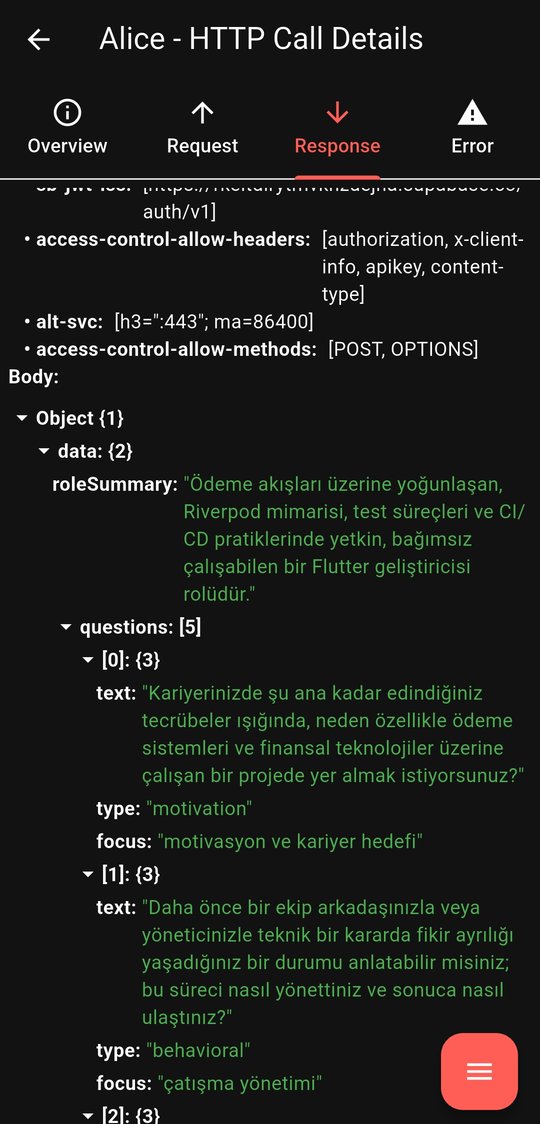 Alice - HTTP Call Details
Overview
Request
Response
Error
auth/v1]
• access-control-allow-headers: [authorization, x-client-
info, apikey, content-
type]
• alt-svc: [h3=":443"; ma=86400]
• access-control-allow-methods: [POST, OPTIONS]
Body:
Object {1}
data: {2}
roleSummary: "Ödeme akışları üzerine yoğunlaşan,
Riverpod mimarisi, test süreçleri ve CI/
CD pratiklerinde yetkin, bağımsız
çalışabilen bir Flutter geliştiricisi
rolüdür."
questions: [5]
[0]: {3}
text: "Kariyerinizde şu ana kadar edindiğiniz
tecrübeler ışığında, neden özellikle ödeme
sistemleri ve finansal teknolojiler üzerine
çalışan bir projede yer almak istiyorsunuz?"
type: "motivation"
focus: "motivasyon ve kariyer hedefi"
[1]: {3}
text: "Daha önce bir ekip arkadaşınızla veya
yöneticinizle teknik bir kararda fikir ayrılığı
yaşadığınız bir durumu anlatabilir misiniz;
bu süreci nasıl yönettiniz ve sonuca nasıl
ulaştınız?"
type: "behavioral"
focus: "çatışma yönetimi"
[2]: {3}